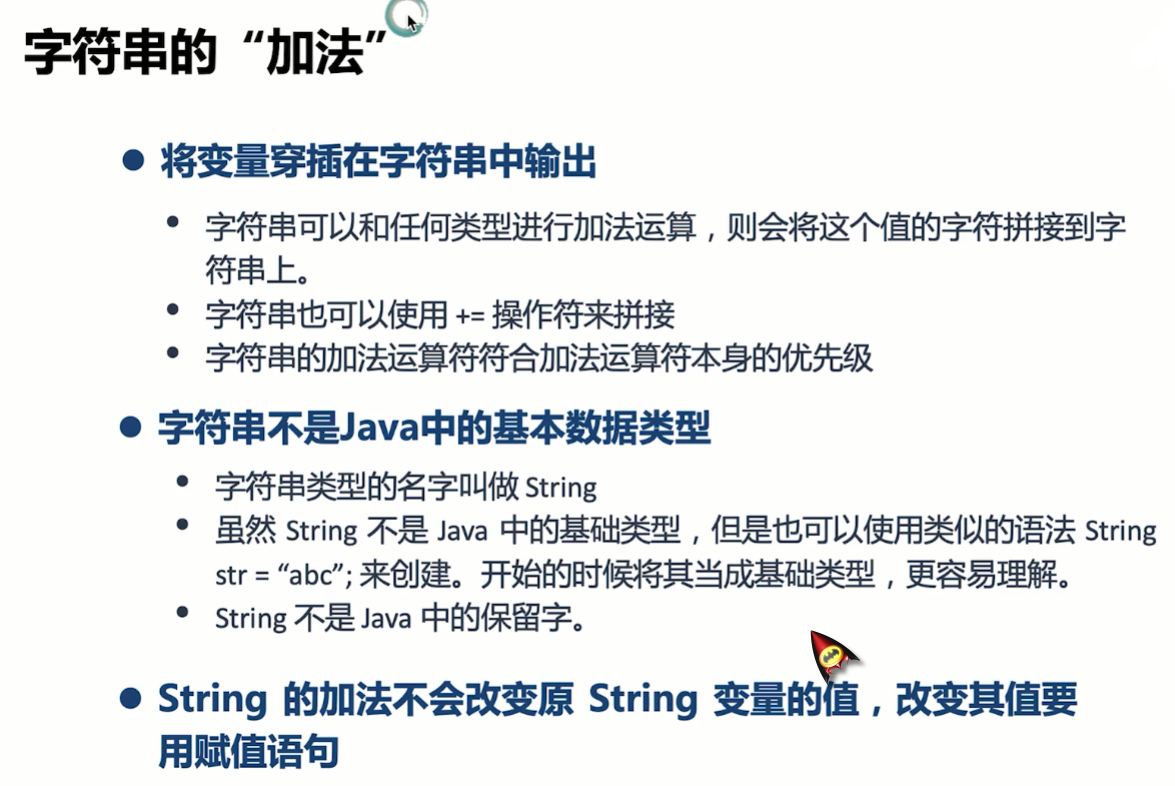 字符串的“加法”
将变量穿插在字符串中输出
字符串可以和任何类型进行加法运算，则会将这个值的字符拼接到字
符串上。
字符串也可以使用 += 操作符来拼接
字符串的加法运算符符合加法运算符本身的优先级
字符串不是Java中的基本数据类型
字符串类型的名字叫做 String
虽然 String 不是 Java 中的基础类型，但是也可以使用类似的语法 String
str = “abc”; 来创建。开始的时候将其当成基础类型，更容易理解。
String 不是 Java 中的保留字。
String 的加法不会改变原 String 变量的值，改变其值要
用赋值语句